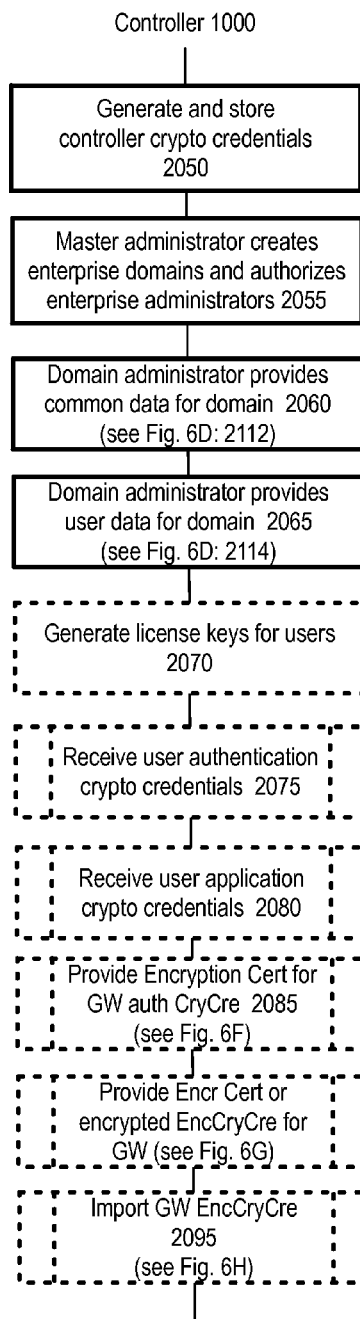 Controller 1000
Generate and store
controller crypto credentials
2050
Master administrator creates
enterprise domains and authorizes
enterprise administrators 2055
Domain administrator provides
common data for domain 2060
(see Fig. 6D: 2112)
Domain administrator provides
user data for domain 2065
(see Fig. 6D: 2114)
Generate license keys for users
2070
Receive user authentication
crypto credentials 2075
Receive user application
crypto credentials 2080
Provide Encryption Cert for
GW auth CryCre 2085
(see Fig. 6F)
Provide Encr Cert or
encrypted EncCryCre for
GW (see Fig. 6G)
Import GW EncCryCre
2095
(see Fig. 6H)